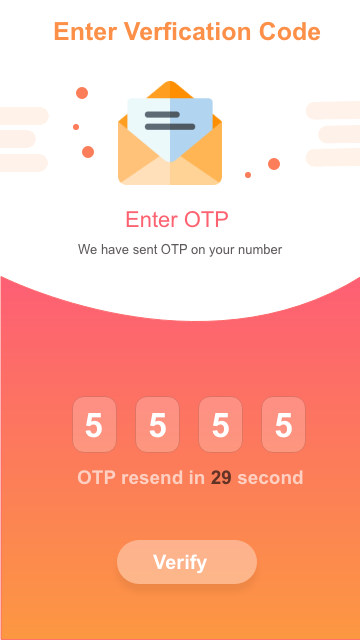 Enter Verfication Code
Enter OTP
We have sent OTP on your number
5 5 5 5
OTP resend in 29 second
Verify